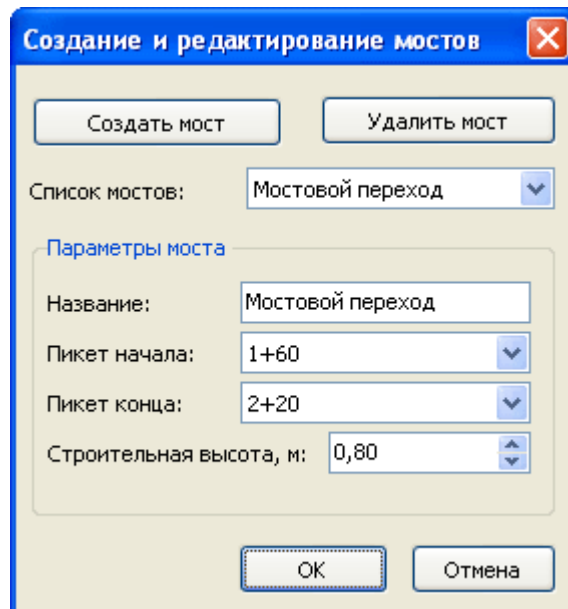 Создание и редактирование мостов
Создать мост Удалить мост
Список мостов: Мостовой переход
Параметры моста
Название: Мостовой переход
Пикет начала: 1+60
Пикет конца: 2+20
Строительная высота, м: 0,80
ОК Отмена